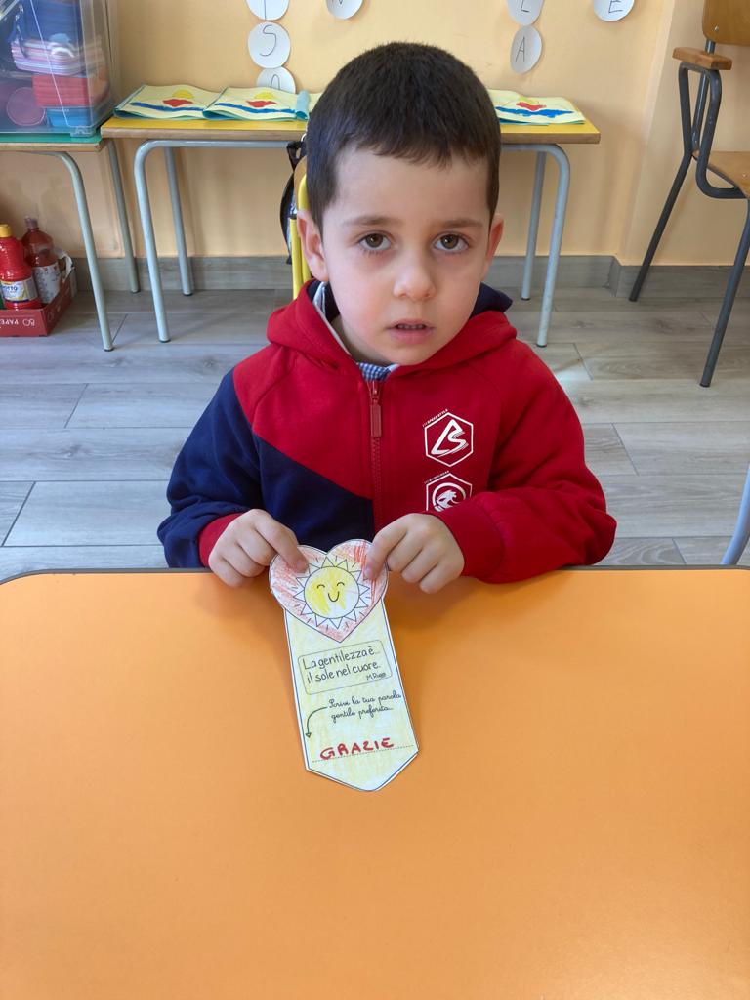 S
A
L
A
E
La gentilezza è...
il sole nel cuore.
Scrivi la tua parola
gentile preferita...
GRAZIE